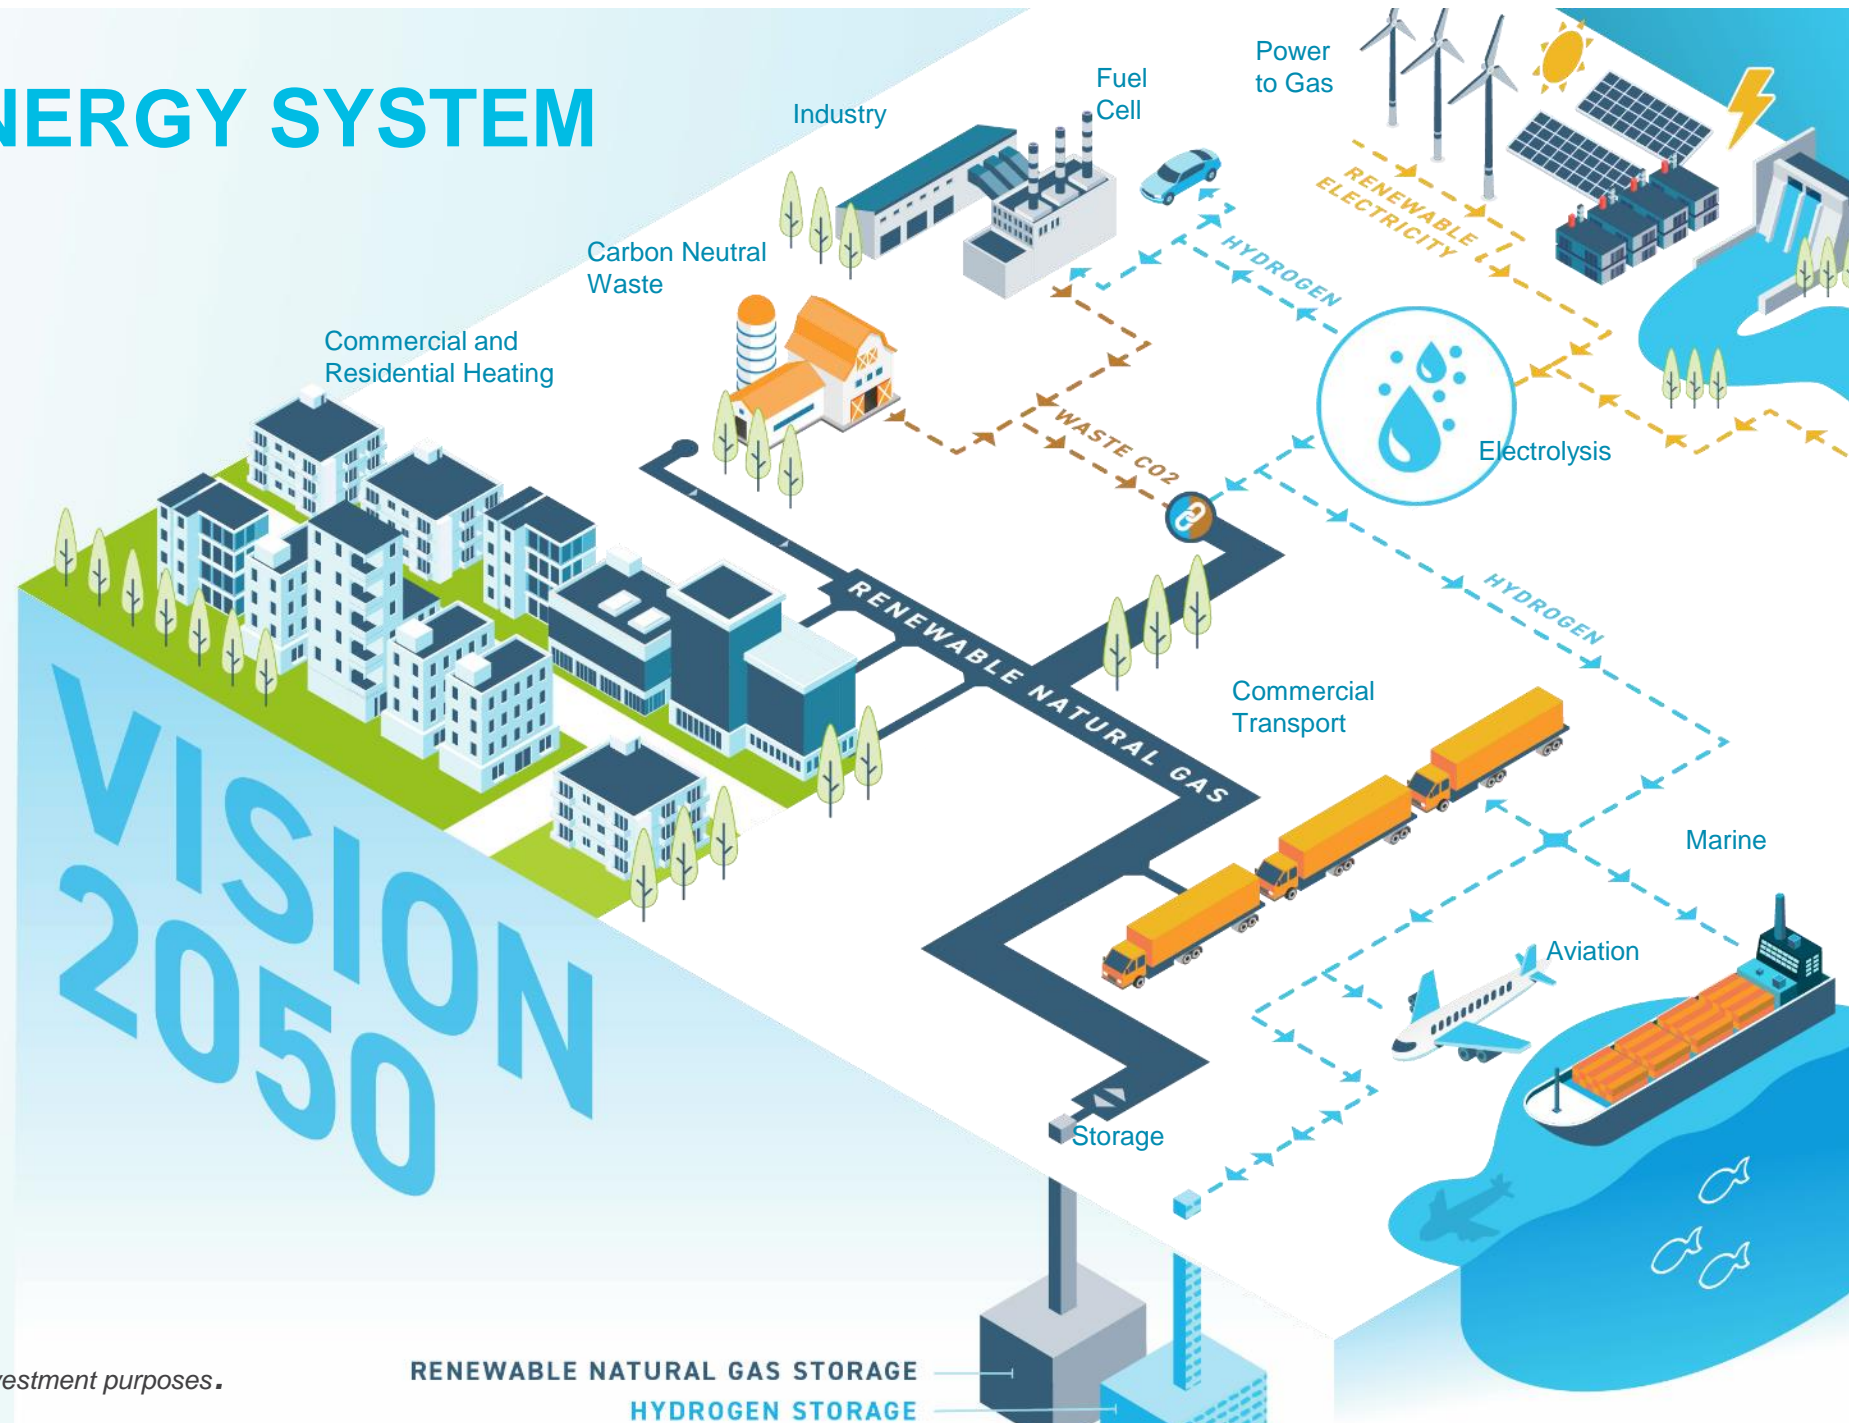 NERGY SYSTEM
Power
to Gas
Fuel
Cell
Industry
RENEWABLE
ELECTRICITY
HYDROGEN
Carbon Neutral
Waste
Commercial and
Residential Heating
WASTE CO2
Electrolysis
HYDROGEN
RENEWABLE NATURAL GAS
Commercial
Transport
VISION
2050
Marine
Aviation
Storage
RENEWABLE NATURAL GAS STORAGE
HYDROGEN STORAGE
vestment purposes.